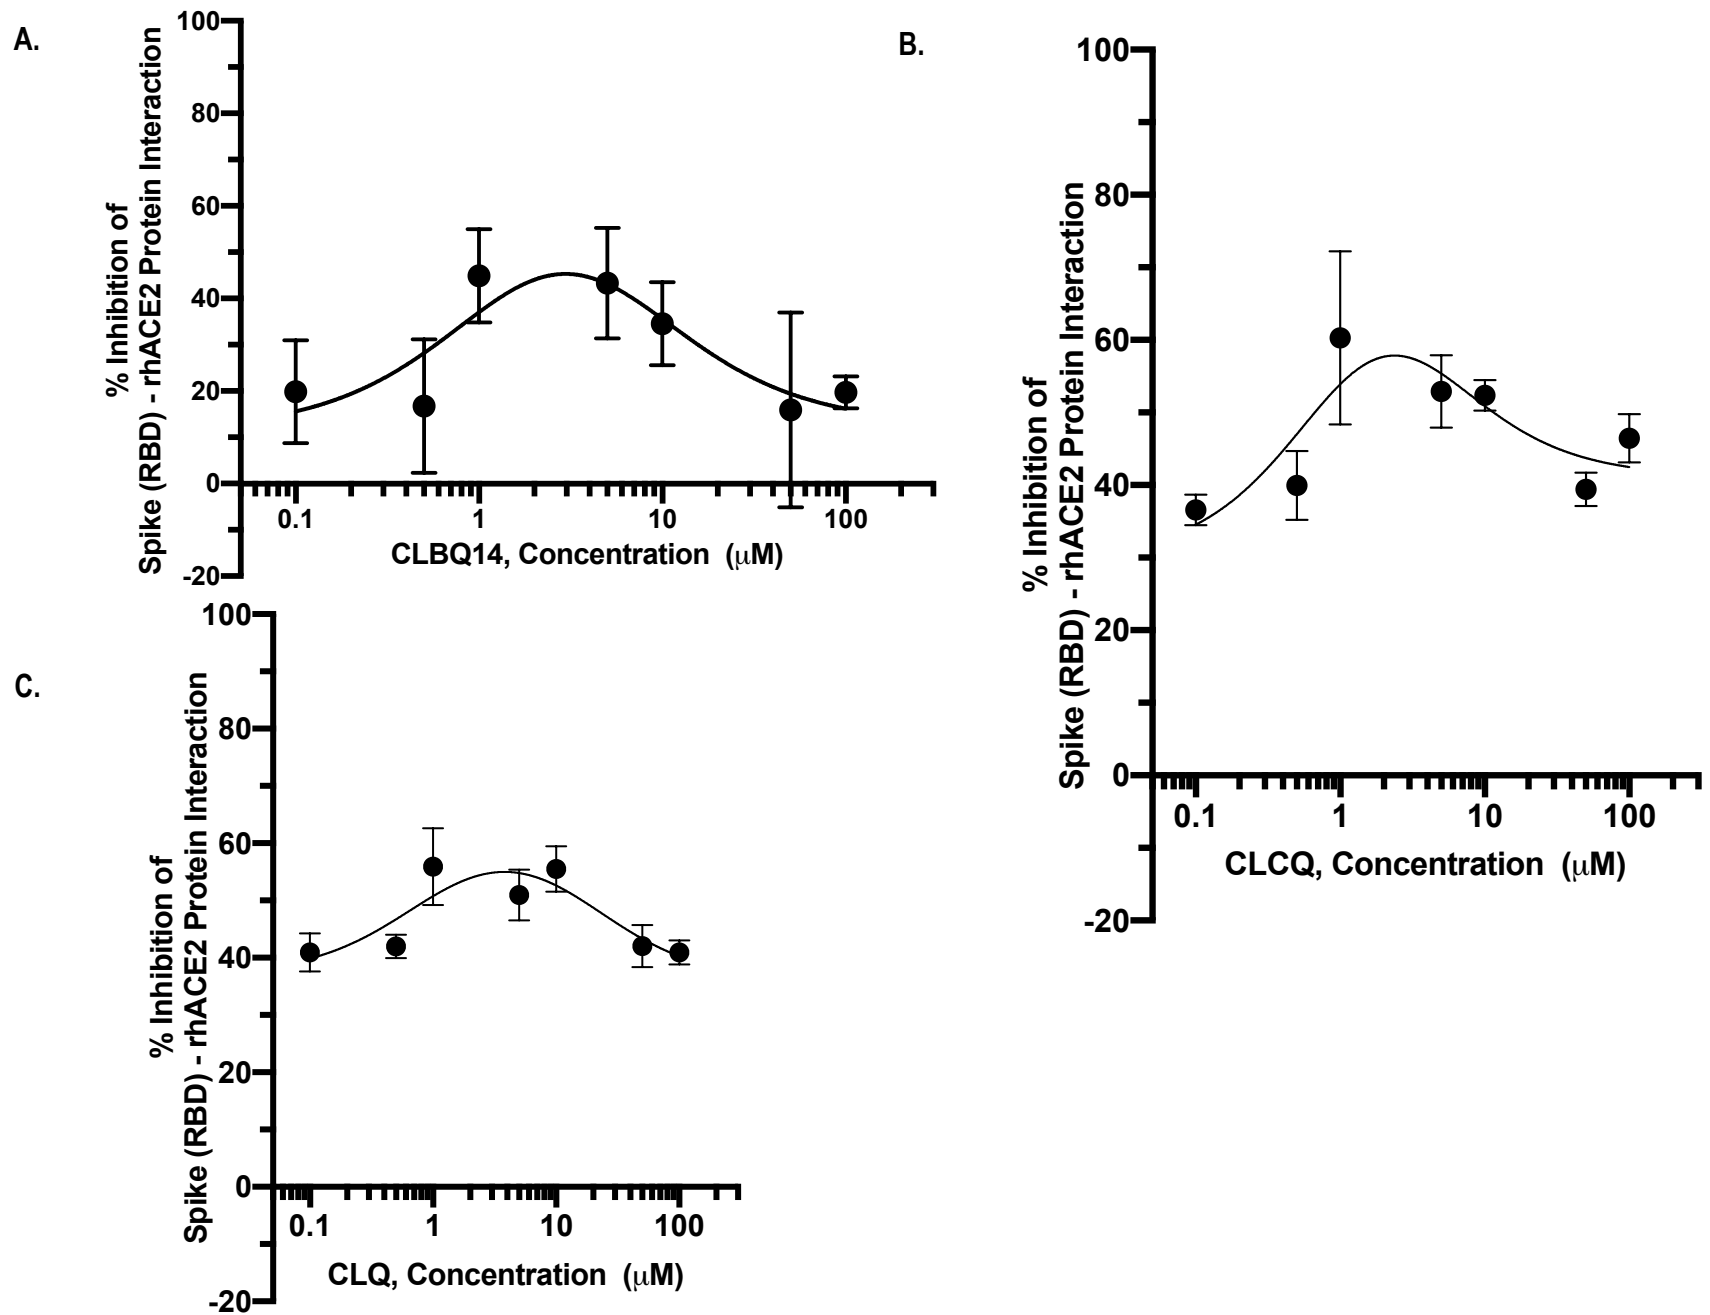 A.
% Inhibition of
Spike (RBD) - rhACE2 Protein Interaction
100
80
60
40
20
0
-20
0.1 1 10 100
CLBQ14, Concentration (μM)
B.
% Inhibition of
Spike (RBD) - rhACE2 Protein Interaction
100
80
60
40
20
0
-20
0.1 1 10 100
CLCQ, Concentration (μM)
C.
% Inhibition of
Spike (RBD) - rhACE2 Protein Interaction
100
80
60
40
20
0
-20
0.1 1 10 100
CLQ, Concentration (μM)